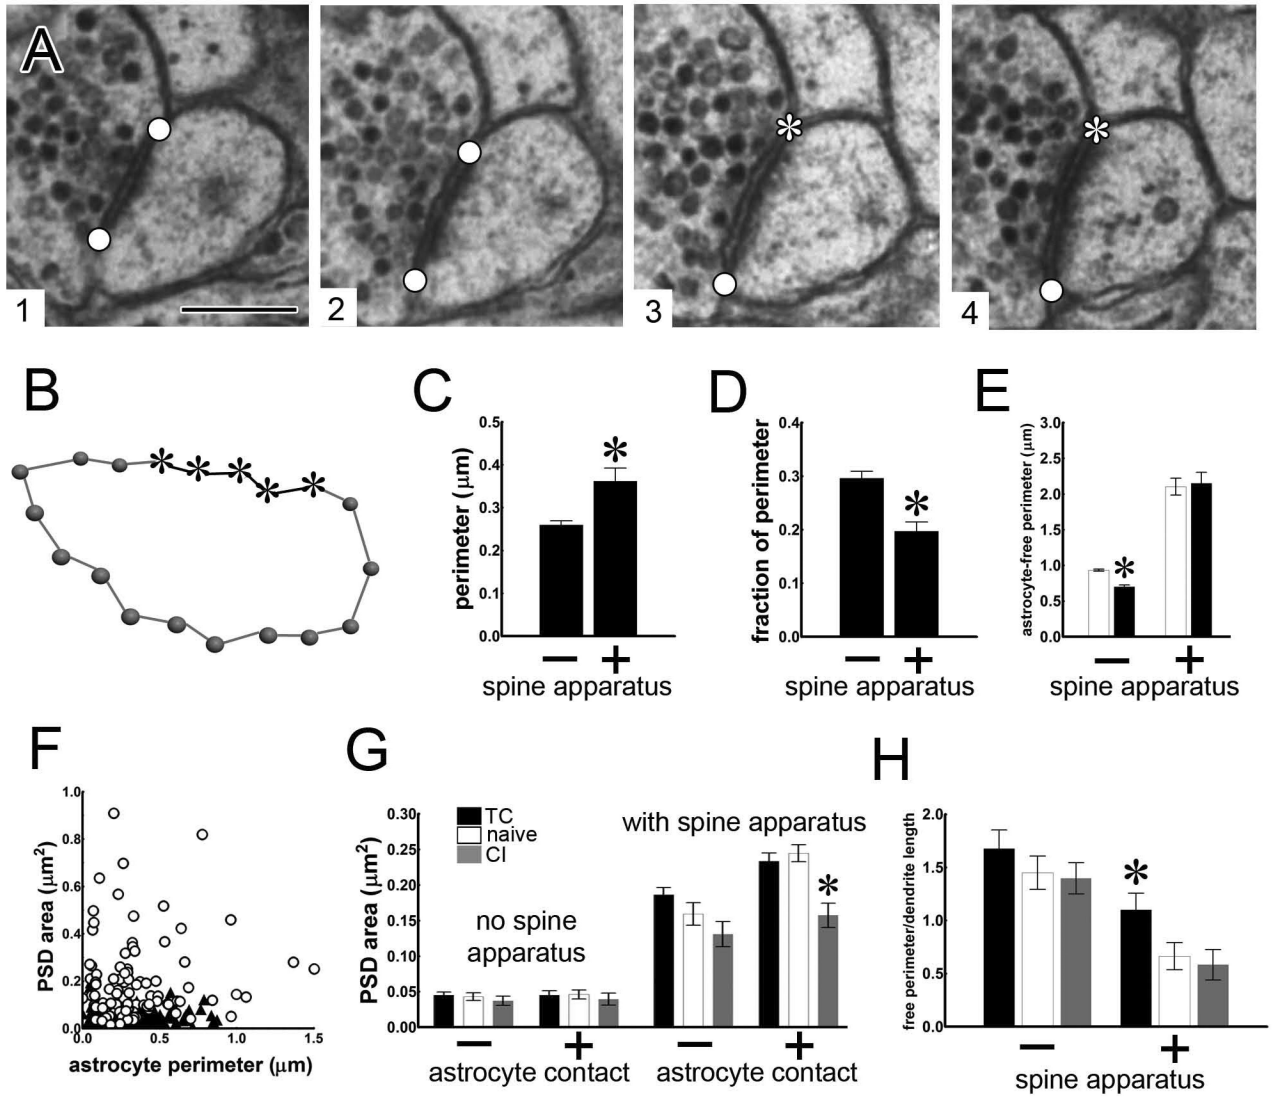 A
1
2
3
4
B
C
perimeter (μm)
0.5
0.4
0.3
0.2
0.1
0.0
— +
spine apparatus
D
fraction of perimeter
0.4
0.3
0.2
0.1
0.0
— +
spine apparatus
E
astrocyte-free perimeter (μm)
3.0
2.5
2.0
1.5
1.0
0.5
0.0
— +
spine apparatus
F
PSD area (μm²)
1.0
0.8
0.6
0.4
0.2
0.0
0.0 0.5 1.0 1.5
astrocyte perimeter (μm)
G
PSD area (μm²)
0.30
0.25
0.20
0.15
0.10
0.05
0.00
TC
naive
CI
no spine
apparatus
with spine apparatus
— + — +
astrocyte contact astrocyte contact
H
free perimeter/dendrite length
2.0
1.5
1.0
0.5
0.0
— +
spine apparatus